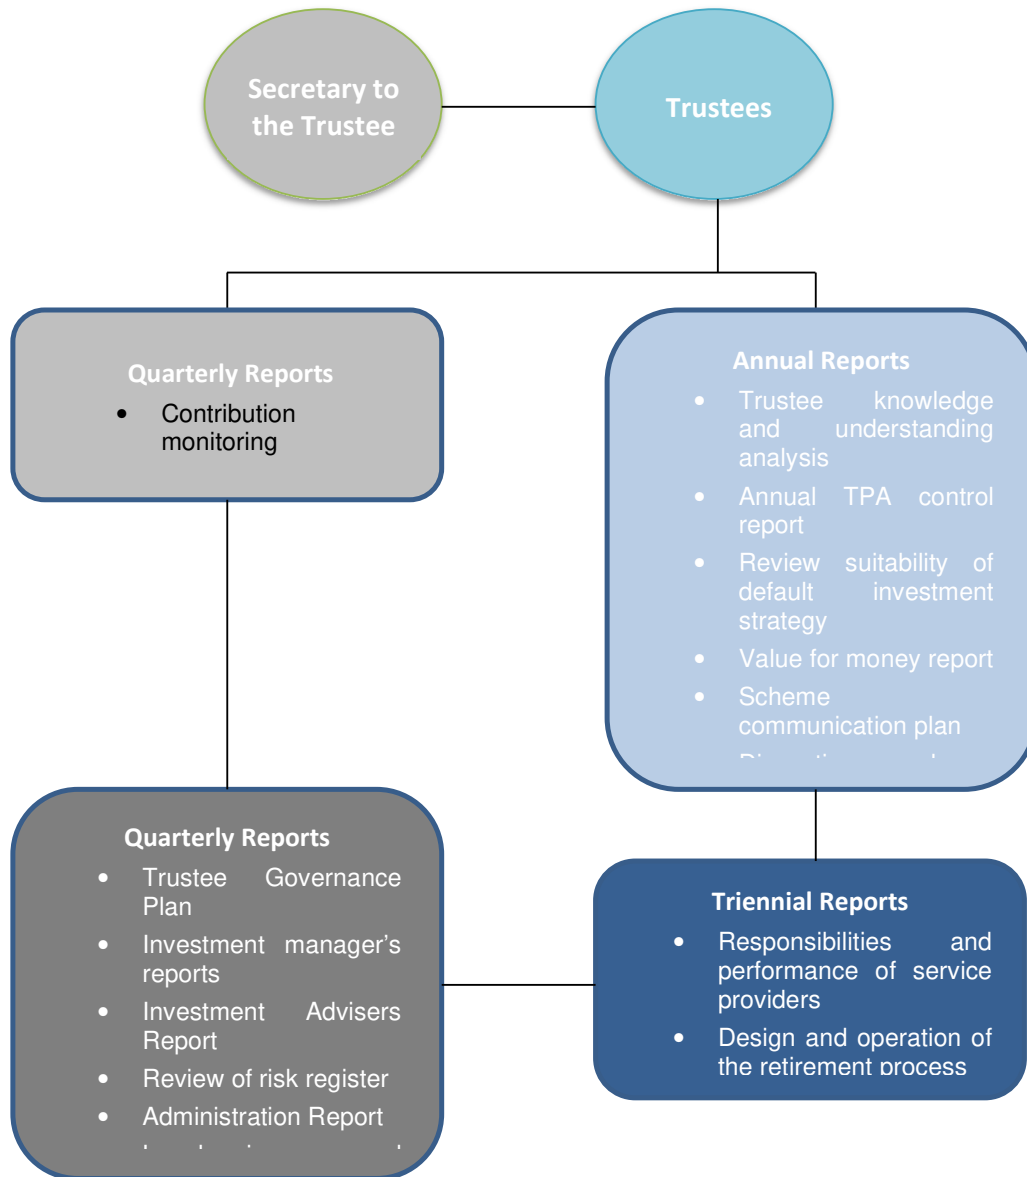 Secretary to
the Trustee
Trustees
Quarterly Reports
• Contribution
monitoring
Annual Reports
• Trustee knowledge
and understanding
analysis
• Annual TPA control
report
• Review suitability of
default investment
strategy
• Value for money report
• Scheme
communication plan
Quarterly Reports
• Trustee Governance
Plan
• Investment manager's
reports
• Investment Advisers
Report
• Review of risk register
• Administration Report
Triennial Reports
• Responsibilities and
performance of service
providers
• Design and operation of
the retirement process